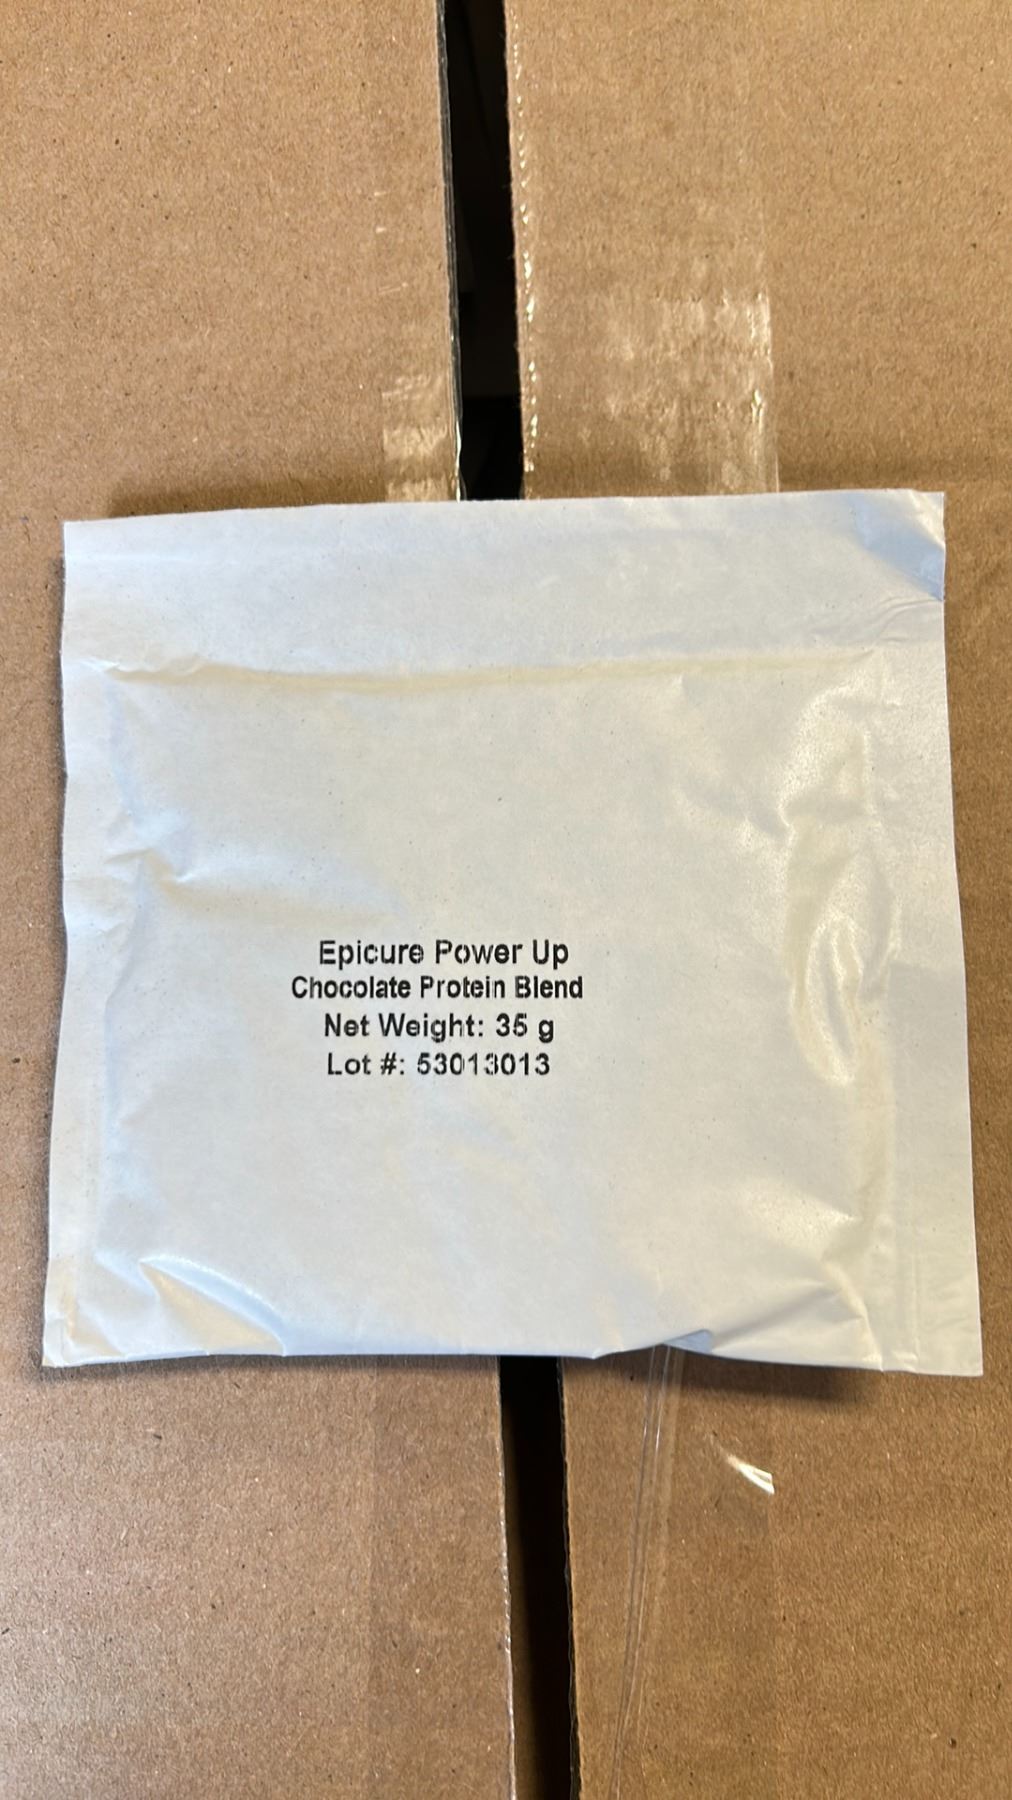 Epicure Power Up
Chocolate Protein Blend
Net Weight: 35 g
Lot #: 53013013